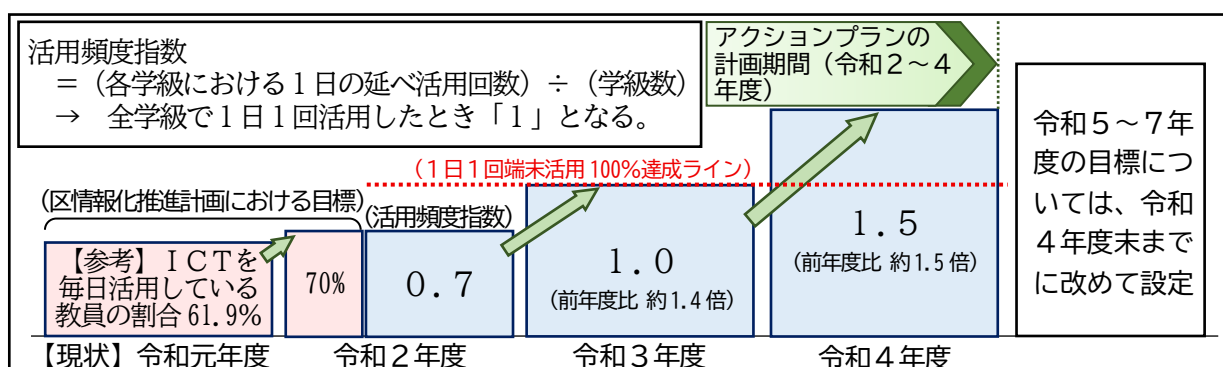 活用頻度指数
＝（各学級における１日の延べ活用回数）÷（学級数）
→　全学級で１日１回活用したとき「１」となる。
アクションプランの
計画期間（令和２～４
年度）
（１日１回端末活用100％達成ライン）
（区情報化推進計画における目標）
（活用頻度指数）
【参考】ＩＣＴを
毎日活用している
教員の割合61.9％
70％
０.７
１.０
（前年度比 約1.4倍）
１.５
（前年度比 約1.5倍）
令和５～７年
度の目標につ
いては、令和
４年度末まで
に改めて設定
【現状】令和元年度
令和２年度
令和３年度
令和４年度